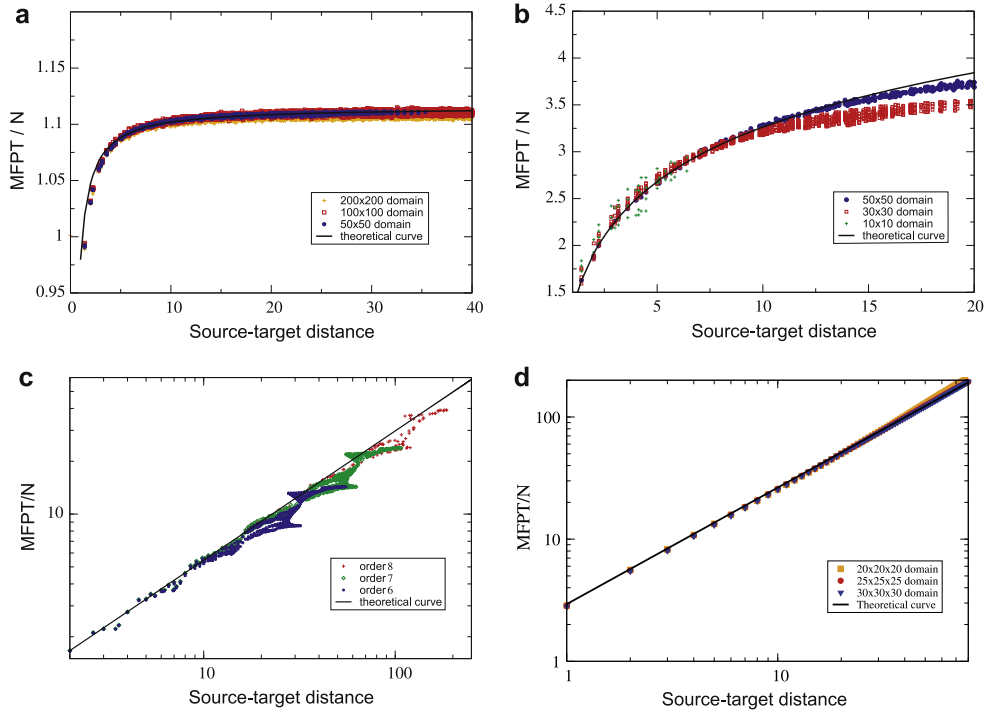 a
MFPT / N
1.15
1.1
1.05
1
0.95
0
10
20
30
40
200x200 domain
100x100 domain
50x50 domain
theoretical curve
Source-target distance
b
MFPT / N
4.5
4
3.5
3
2.5
2
1.5
5
10
15
20
50x50 domain
30x30 domain
10x10 domain
theoretical curve
Source-target distance
c
MFPT/N
10
10
100
order 8
order 7
order 6
theoretical curve
Source-target distance
d
MFPT/N
100
10
1
1
10
20x20x20 domain
25x25x25 domain
30x30x30 domain
Theoretical curve
Source-target distance